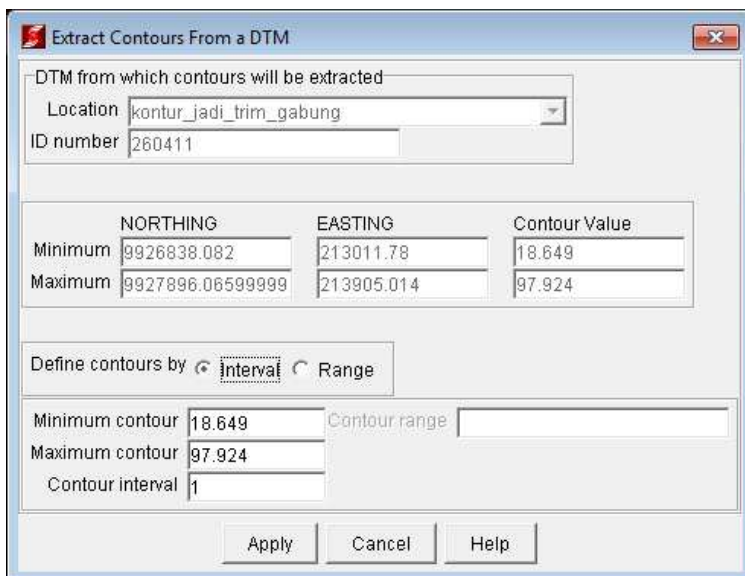 Extract Contours From a DTM
DTM from which contours will be extracted
Location kontur_jadi_trim_gabung
ID number 260411
NORTHING EASTING Contour Value
Minimum 9926838.082 213011.78 18.649
Maximum 9927896.06599999 213905.014 97.924
Define contours by Interval Range
Minimum contour 18.649 Contour range
Maximum contour 97.924
Contour interval 1
Apply Cancel Help